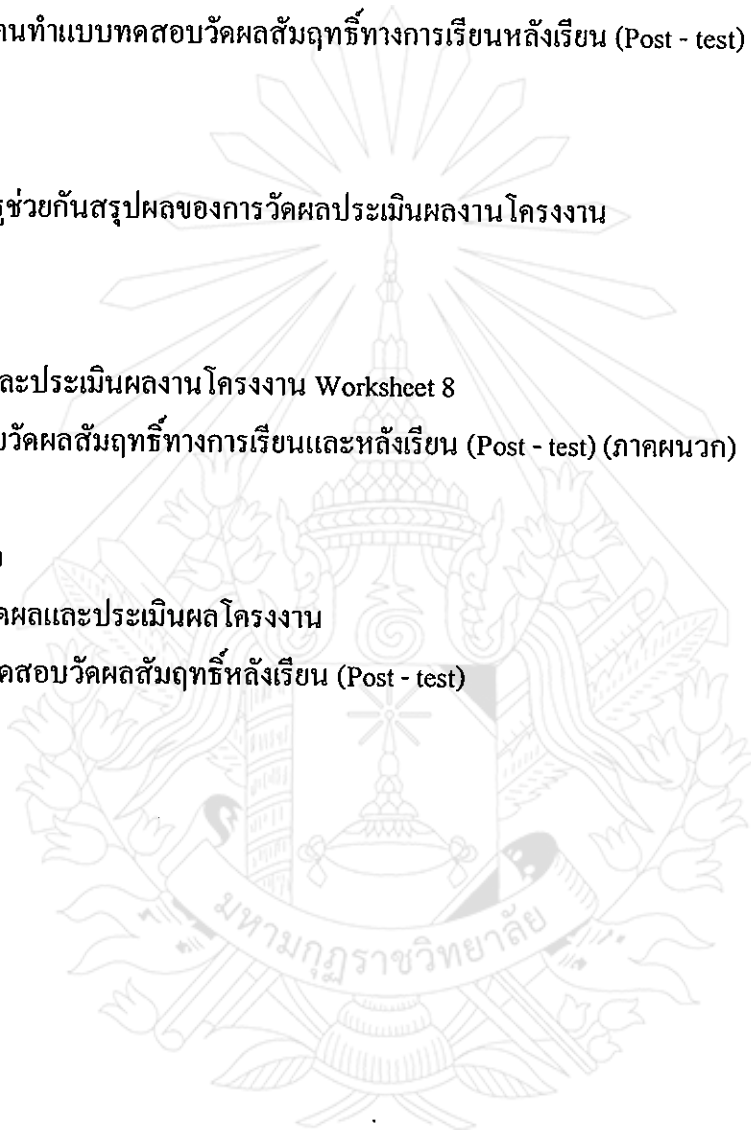 ทำแบบทดสอบวัดผลสัมฤทธิ์ทางการเรียนหลังเรียน (Post - test)
ช่วยกันสรุปผลของการวัดผลประเมินผลงานโครงงาน
ละประเมินผลงานโครงงาน Worksheet 8
วัดผลสัมฤทธิ์ทางการเรียนและหลังเรียน (Post - test) (ภาคผนวก)
ผลและประเมินผลโครงงาน
ดสอบวัดผลสัมฤทธิ์หลังเรียน (Post - test)
มหามกุฏราชวิทยาลัย